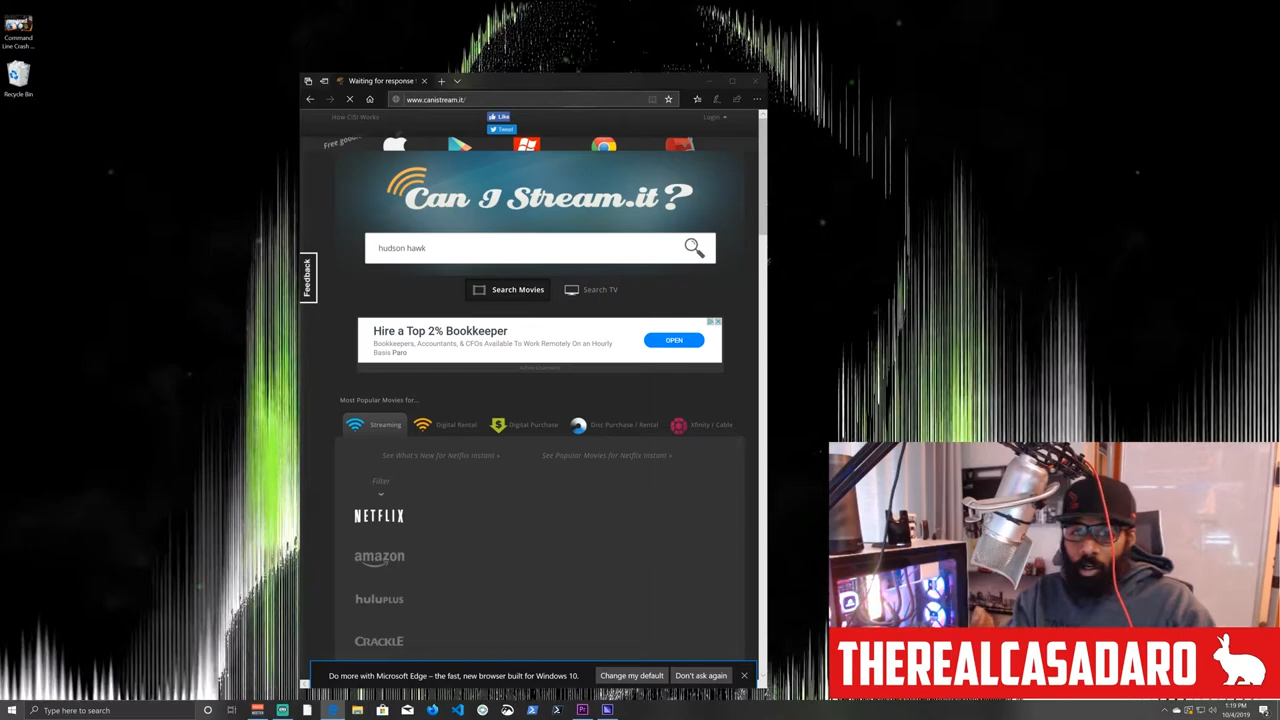 Command
Line Crash ...
Recycle Bin
Waiting for response
www.canistream.it/
How CISI Works
Like
Tweet
Login
Can I Stream.it?
hudson hawk
Feedback
Search Movies
Search TV
Hire a Top 2% Bookkeeper
Bookkeepers, Accountants, & CFOs Available To Work Remotely On an Hourly
Basis Paro
OPEN
Most Popular Movies for...
Streaming
Digital Rental
Digital Purchase
Disc Purchase / Rental
Xfinity / Cable
See What's New for Netflix Instant »
See Popular Movies for Netflix Instant »
Filter
NETFLIX
amazon
huluPLUS
CRACKLE
Do more with Microsoft Edge – the fast, new browser built for Windows 10.
Change my default
Don't ask again
THEREALCASADARO
Type here to search
1:19 PM
10/4/2019